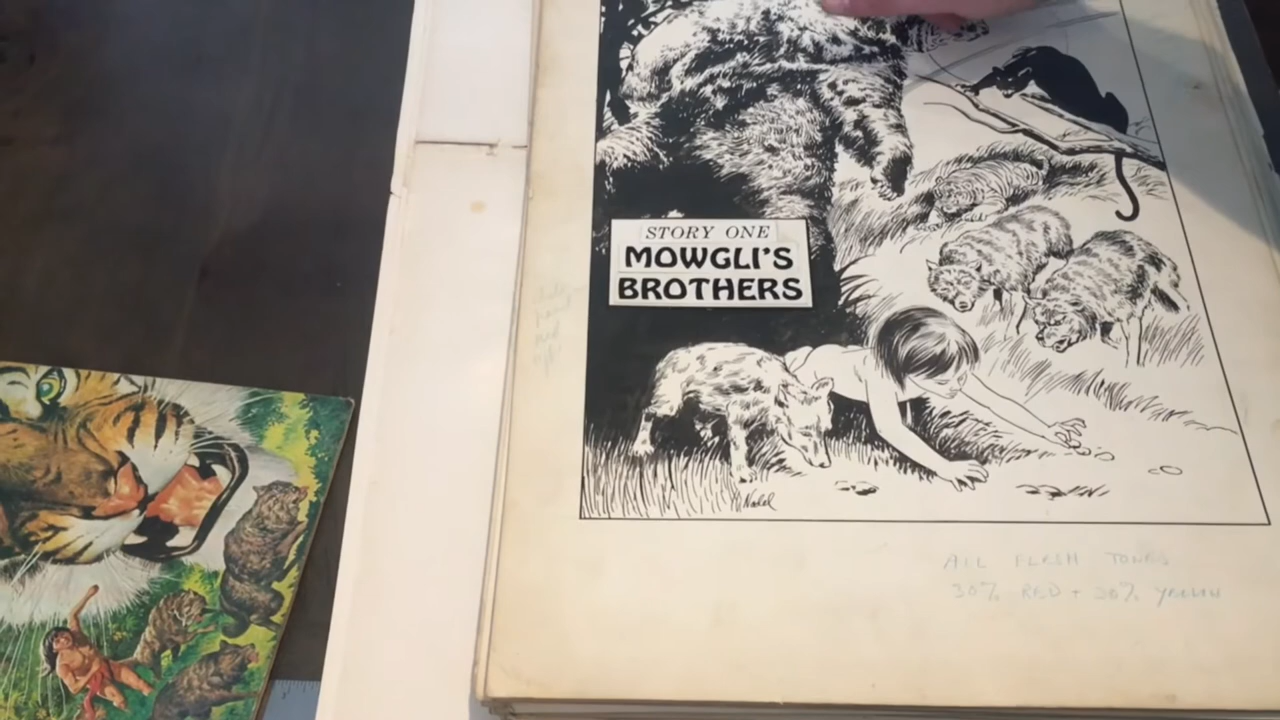 STORY ONE
MOWGLI'S
BROTHERS
Nodel
ALL FLESH TONES
30% RED + 30% YELLOW